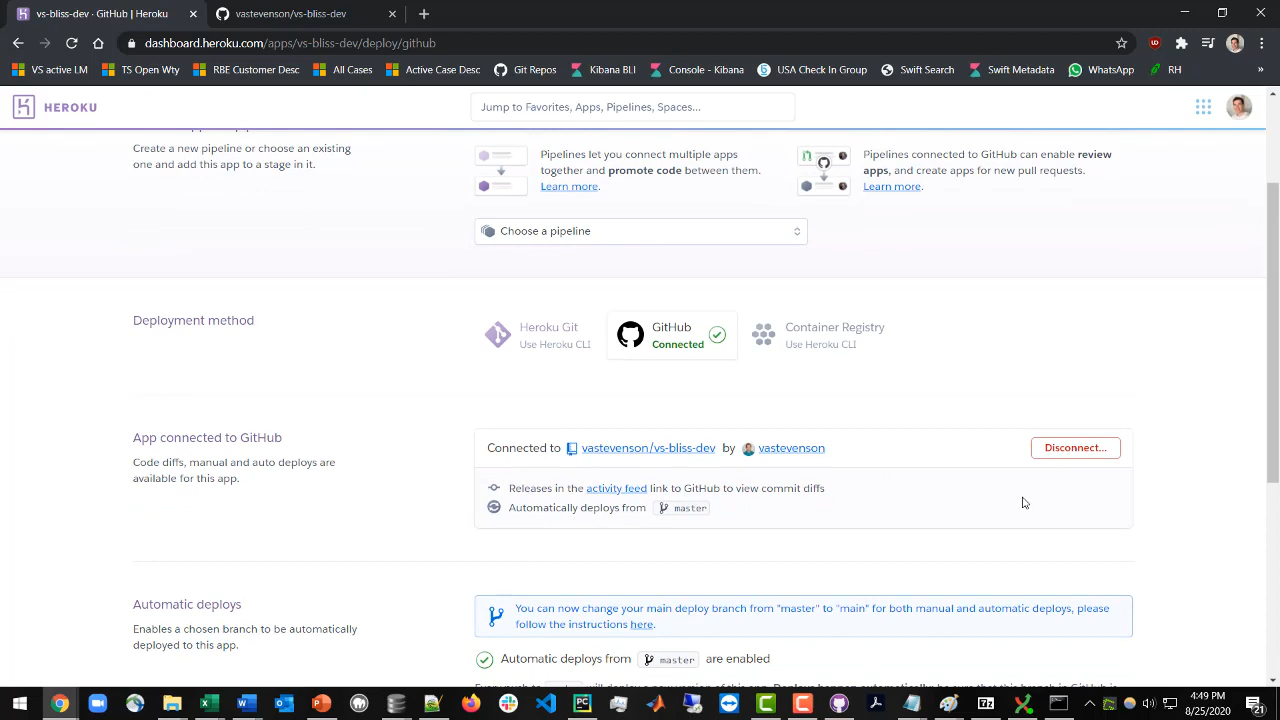 vs-bliss-dev · GitHub | Heroku
vastevenson/vs-bliss-dev
dashboard.heroku.com/apps/vs-bliss-dev/deploy/github
VS active LM
TS Open Wty
RBE Customer Desc
All Cases
Active Case Desc
Git Repos
Kibana BLI
Console - Kibana
USA Check In Group
Swift Search
Swift Metadata
WhatsApp
RH
»
HEROKU
Jump to Favorites, Apps, Pipelines, Spaces...
Create a new pipeline or choose an existing
one and add this app to a stage in it.
Pipelines let you connect multiple apps
together and promote code between them.
Learn more.
Pipelines connected to GitHub can enable review
apps, and create apps for new pull requests.
Learn more.
Choose a pipeline
Deployment method
Heroku Git
Use Heroku CLI
GitHub
Connected
Container Registry
Use Heroku CLI
App connected to GitHub
Code diffs, manual and auto deploys are
available for this app.
Connected to vastevenson/vs-bliss-dev by vastevenson
Disconnect...
Releases in the activity feed link to GitHub to view commit diffs
Automatically deploys from master
Automatic deploys
Enables a chosen branch to be automatically
deployed to this app.
You can now change your main deploy branch from "master" to "main" for both manual and automatic deploys, please
follow the instructions here.
Automatic deploys from master are enabled
4:49 PM
8/25/2020
21